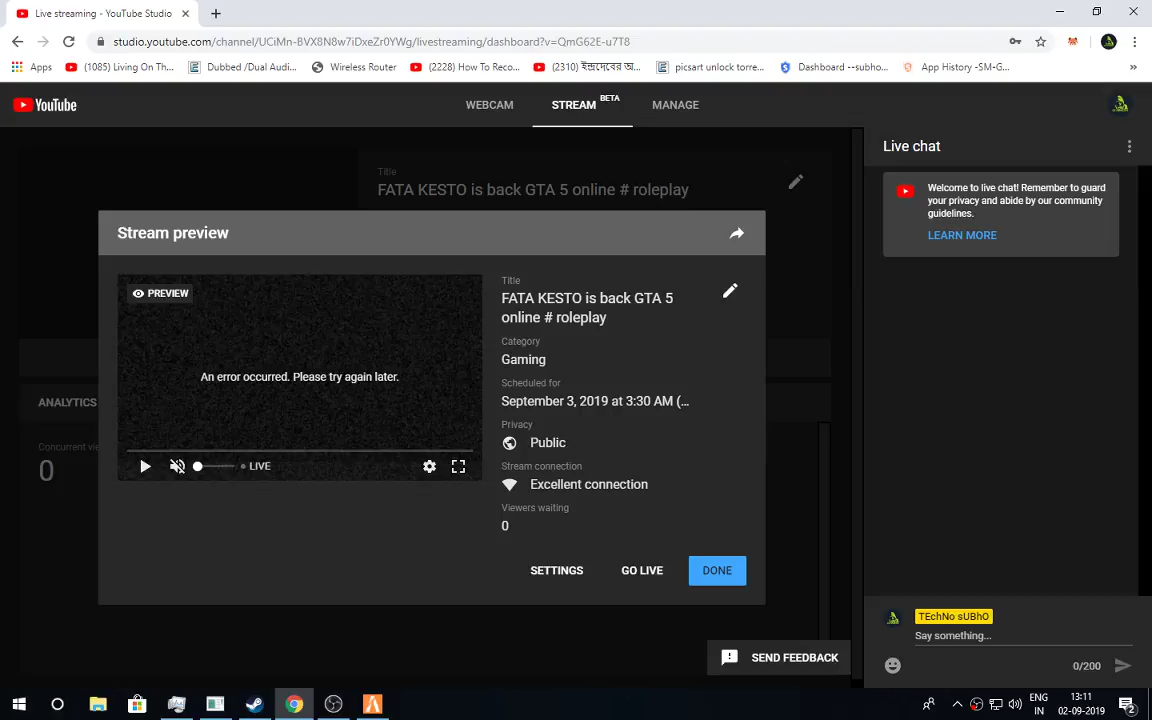 Live streaming - YouTube Studio
studio.youtube.com/channel/UCiMn-BVX8N8w7iDxeZr0YWg/livestreaming/dashboard?v=QmG62E-u7T8
Apps
(1085) Living On Th...
Dubbed /Dual Audi...
Wireless Router
(2228) How To Reco...
(2310) ইন্দ্রদেবের অ...
picsart unlock torre...
Dashboard --subho...
App History -SM-G...
YouTube
WEBCAM
STREAM BETA
MANAGE
Title
FATA KESTO is back GTA 5 online # roleplay
ANALYTICS
Concurrent vie
0
Stream preview
PREVIEW
An error occurred. Please try again later.
LIVE
Title
FATA KESTO is back GTA 5
online # roleplay
Category
Gaming
Scheduled for
September 3, 2019 at 3:30 AM (...
Privacy
Public
Stream connection
Excellent connection
Viewers waiting
0
SETTINGS
GO LIVE
DONE
SEND FEEDBACK
Live chat
Welcome to live chat! Remember to guard
your privacy and abide by our community
guidelines.
LEARN MORE
TEchNo sUBhO
Say something...
0/200
ENG
IN
13:11
02-09-2019
2